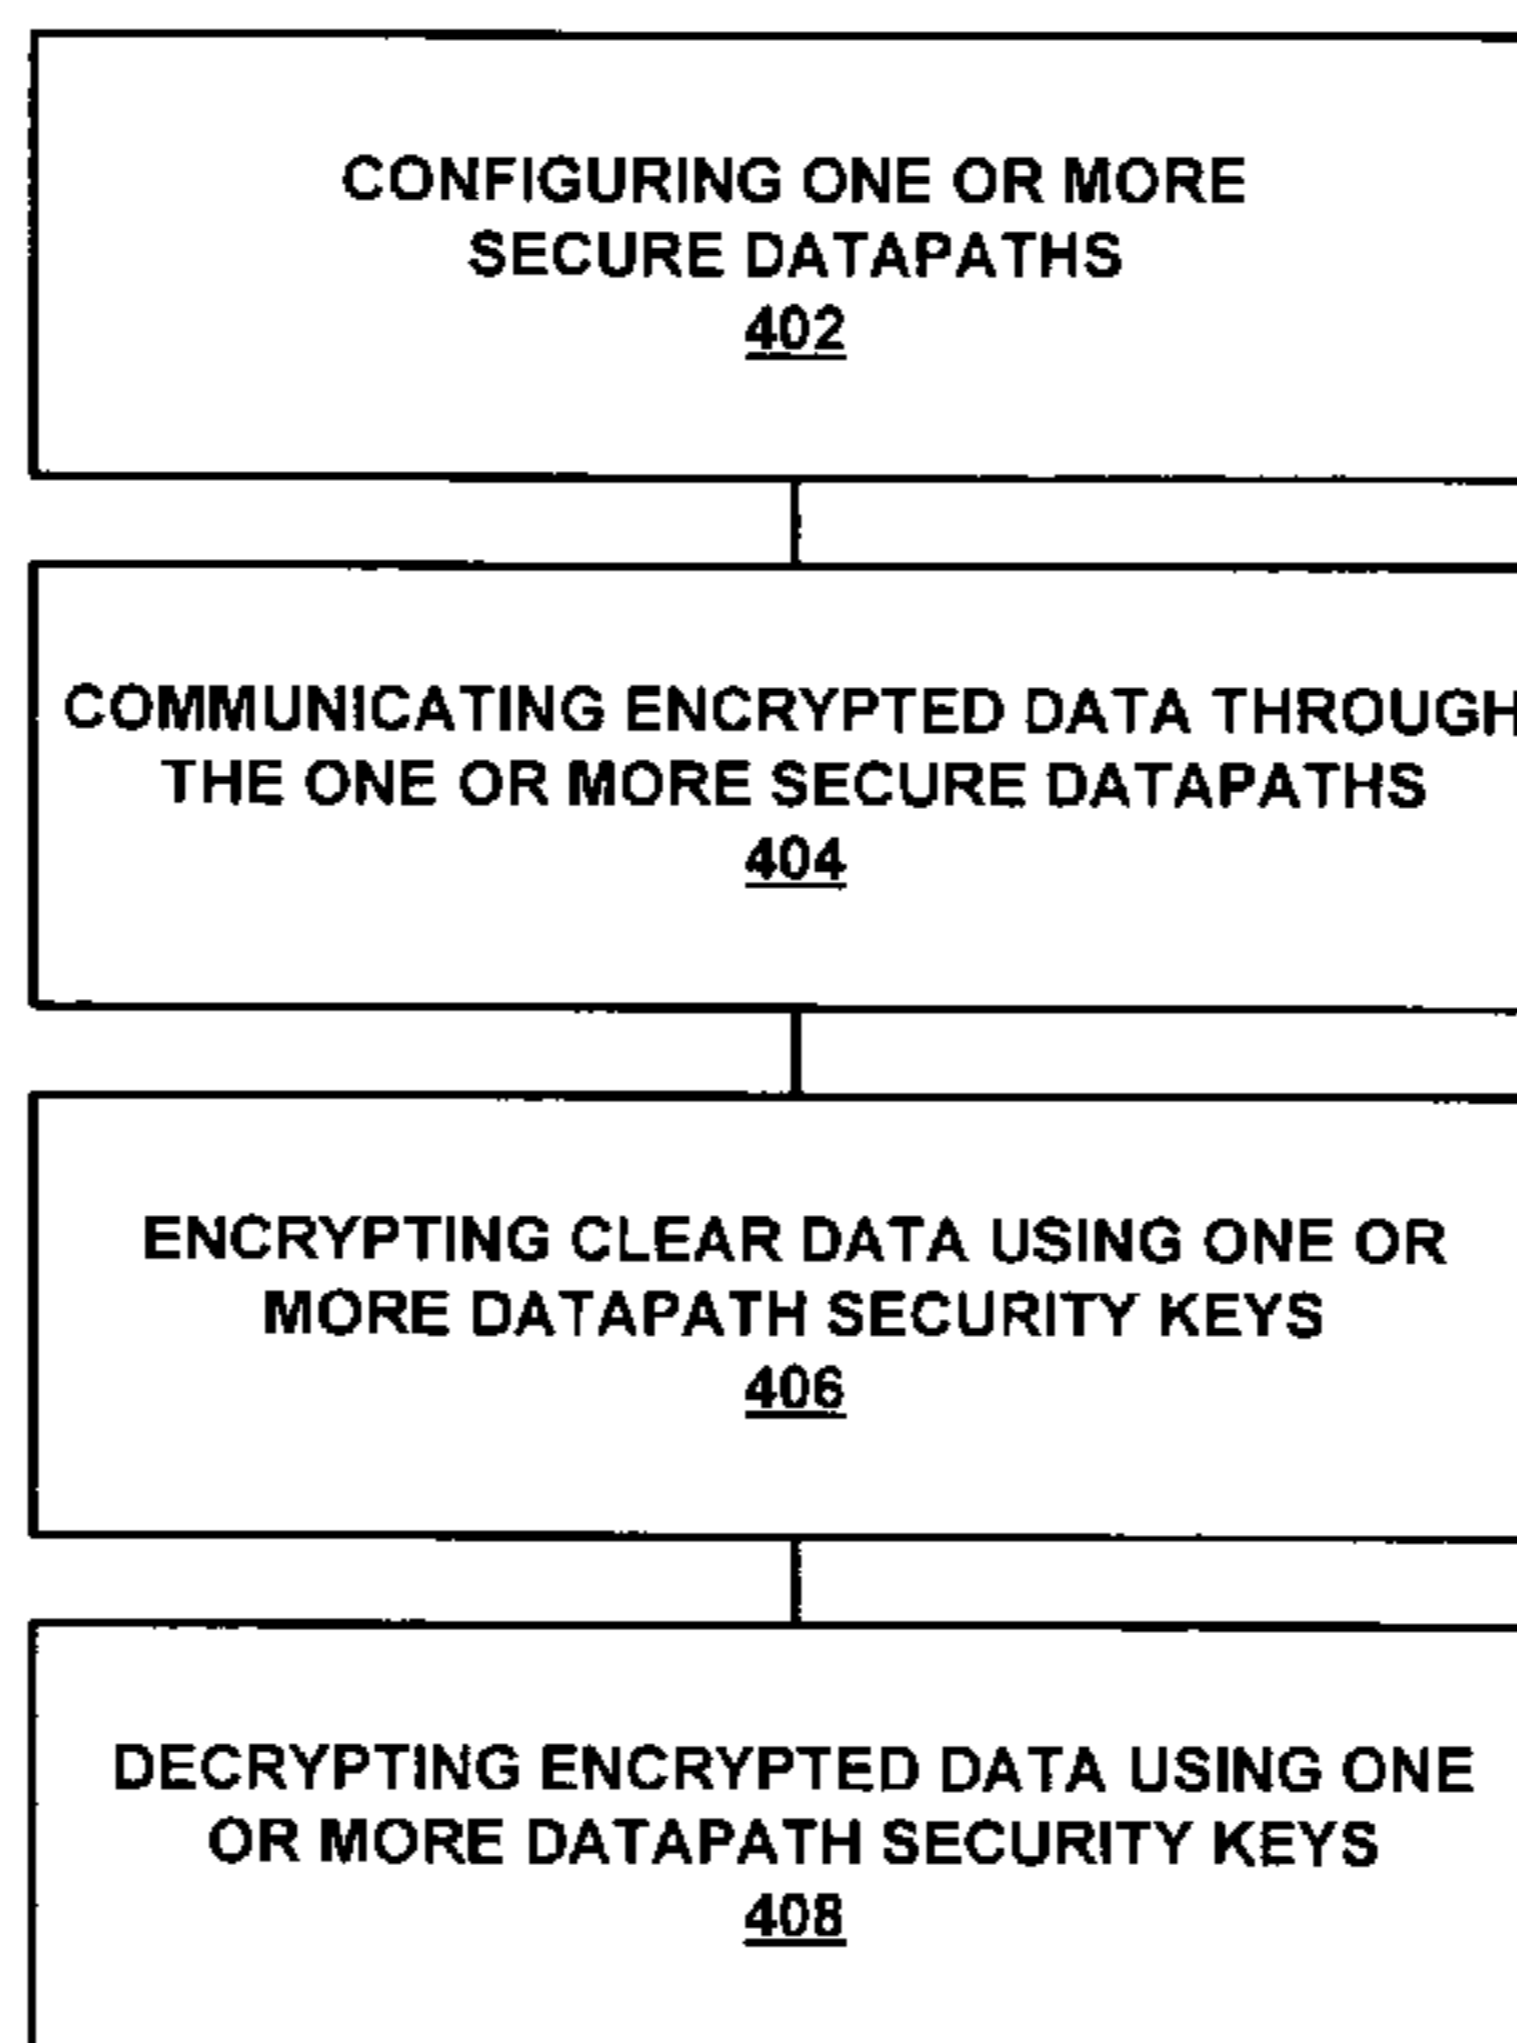 CONFIGURING ONE OR MORE
SECURE DATAPATHS
402
COMMUNICATING ENCRYPTED DATA THROUGH
THE ONE OR MORE SECURE DATAPATHS
404
ENCRYPTING CLEAR DATA USING ONE OR
MORE DATAPATH SECURITY KEYS
406
DECRYPTING ENCRYPTED DATA USING ONE
OR MORE DATAPATH SECURITY KEYS
408